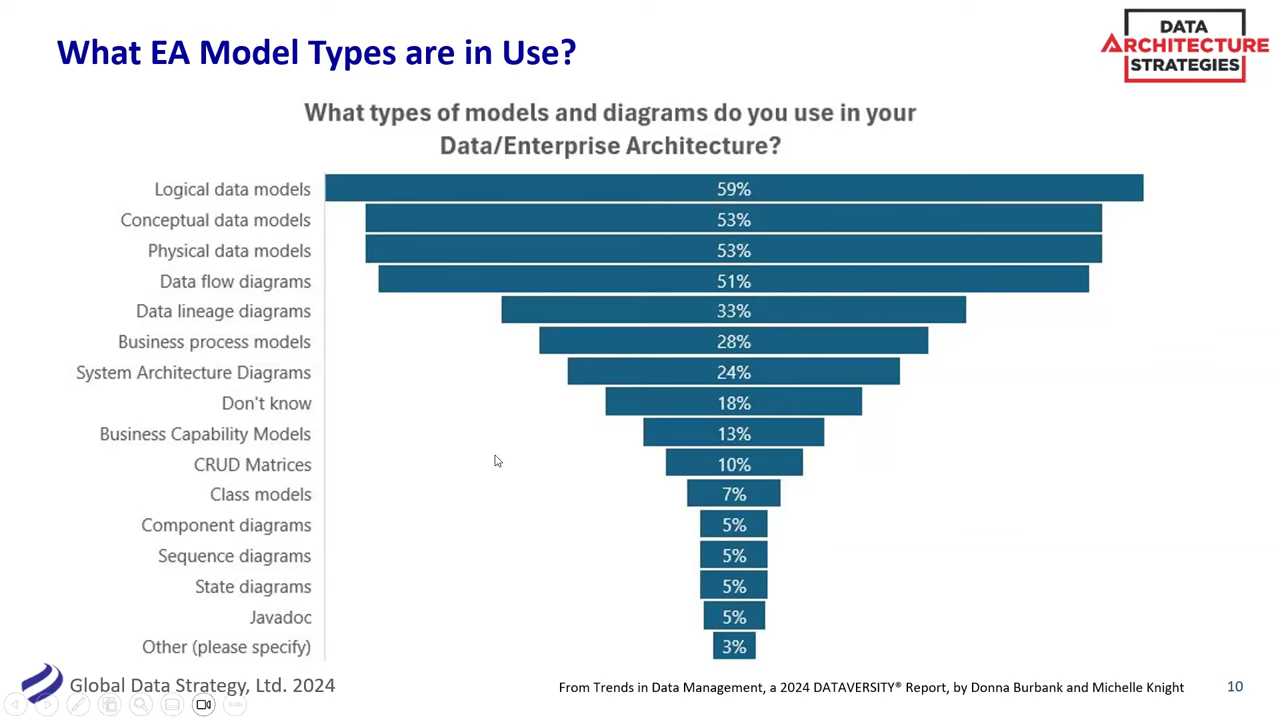 What EA Model Types are in Use?
DATA
ARCHITECTURE
STRATEGIES
What types of models and diagrams do you use in your
Data/Enterprise Architecture?
Logical data models 59%
Conceptual data models 53%
Physical data models 53%
Data flow diagrams 51%
Data lineage diagrams 33%
Business process models 28%
System Architecture Diagrams 24%
Don't know 18%
Business Capability Models 13%
CRUD Matrices 10%
Class models 7%
Component diagrams 5%
Sequence diagrams 5%
State diagrams 5%
Javadoc 5%
Other (please specify) 3%
Global Data Strategy, Ltd. 2024
From Trends in Data Management, a 2024 DATAVERSITY® Report, by Donna Burbank and Michelle Knight
10